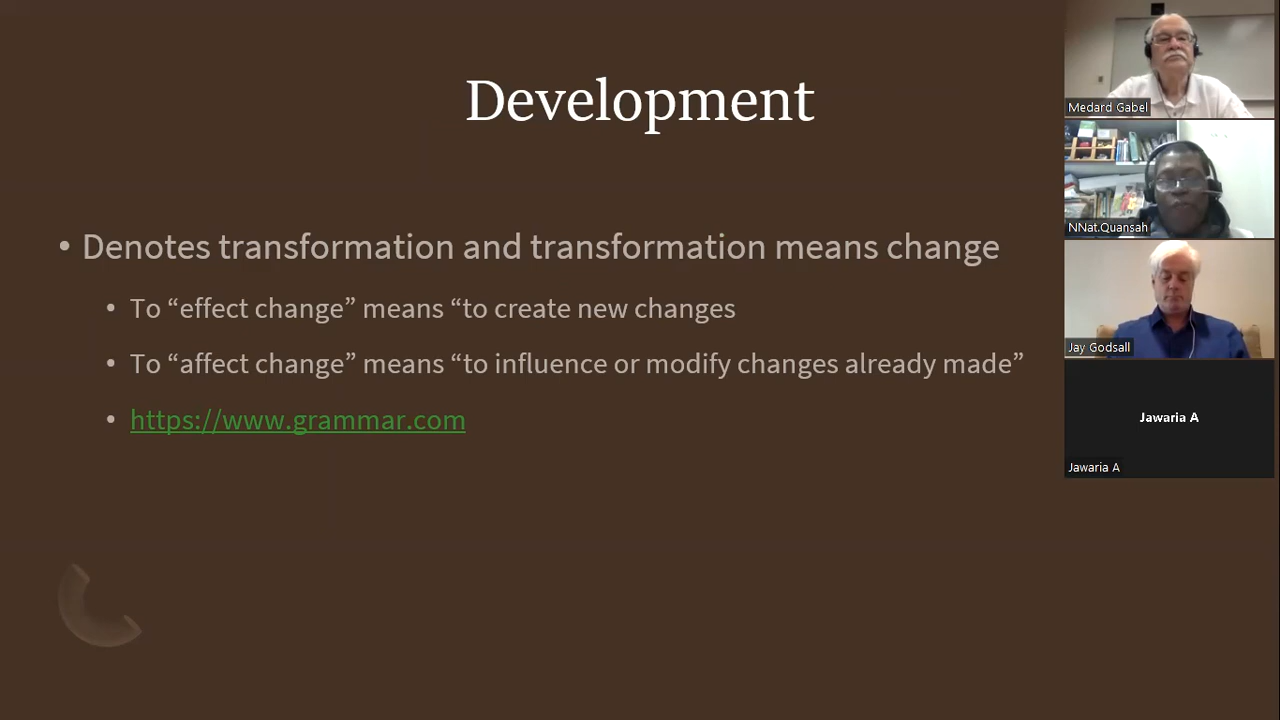 Development
• Denotes transformation and transformation means change
• To “effect change” means “to create new changes
• To “affect change” means “to influence or modify changes already made”
• https://www.grammar.com
Medard Gabel
NNat.Quansah
Jay Godsall
Jawaria A
Jawaria A